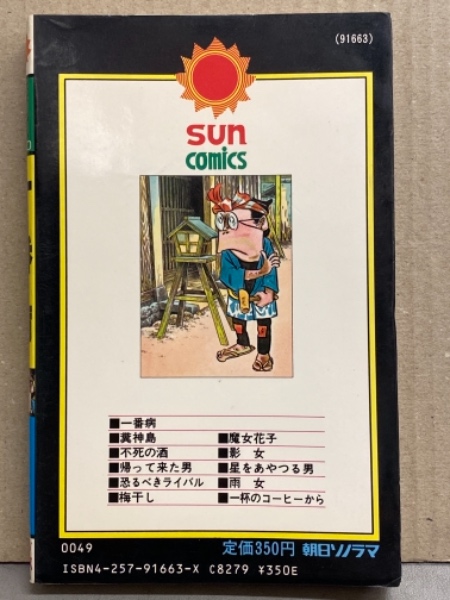 (91663)
sun
comics
■一番病
■糞神島 ■魔女花子
■不死の酒 ■影 女
■帰って来た男 ■星をあやつる男
■恐るべきライバル ■雨 女
■梅干し ■一杯のコーヒーから
0049 定価350円 朝日ソノラマ
ISBN4-257-91663-X C8279 ¥350E